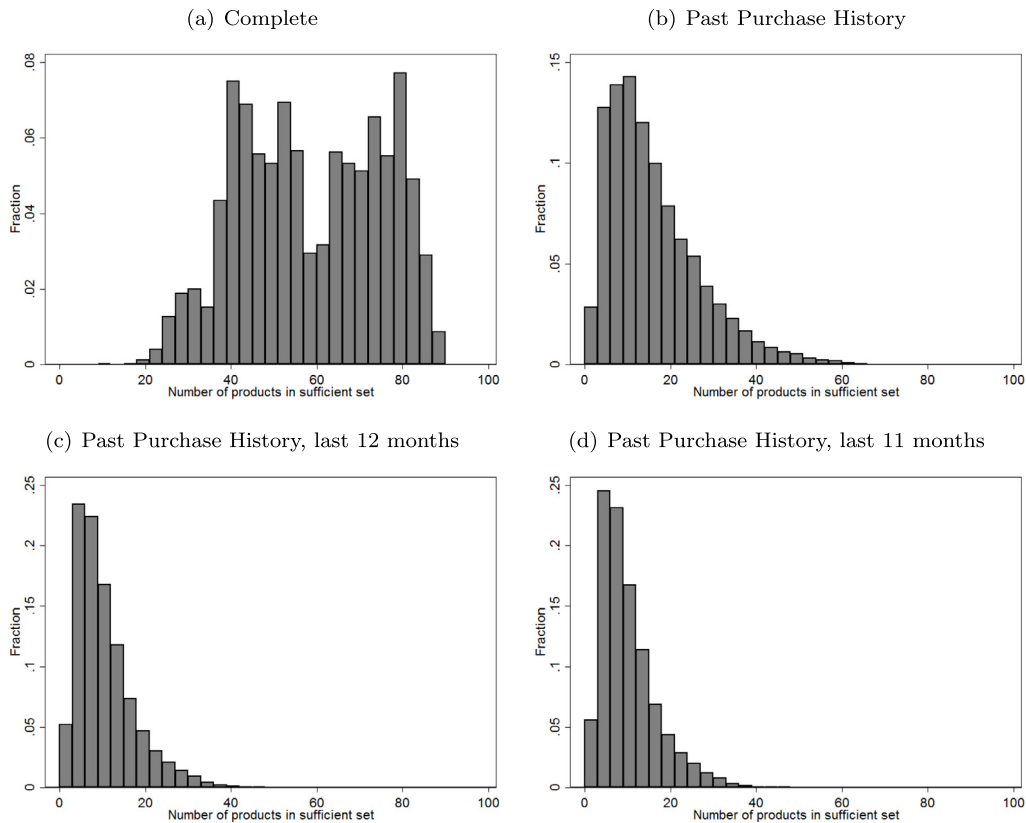 (a) Complete
(b) Past Purchase History
.08
.06
.04
.02
0
Fraction
0 20 40 60 80 100
Number of products in sufficient set
.15
.1
.05
0
Fraction
0 20 40 60 80 100
Number of products in sufficient set
(c) Past Purchase History, last 12 months
(d) Past Purchase History, last 11 months
.25
.2
.15
.1
.05
0
Fraction
0 20 40 60 80 100
Number of products in sufficient set
.25
.2
.15
.1
.05
0
Fraction
0 20 40 60 80 100
Number of products in sufficient set